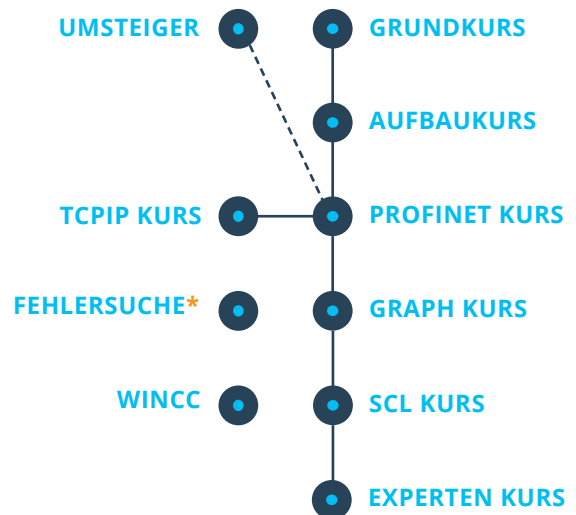 UMSTEIGER
GRUNDKURS
AUFBAUKURS
TCPIP KURS
PROFINET KURS
FEHLERSUCHE*
GRAPH KURS
WINCC
SCL KURS
EXPERTEN KURS